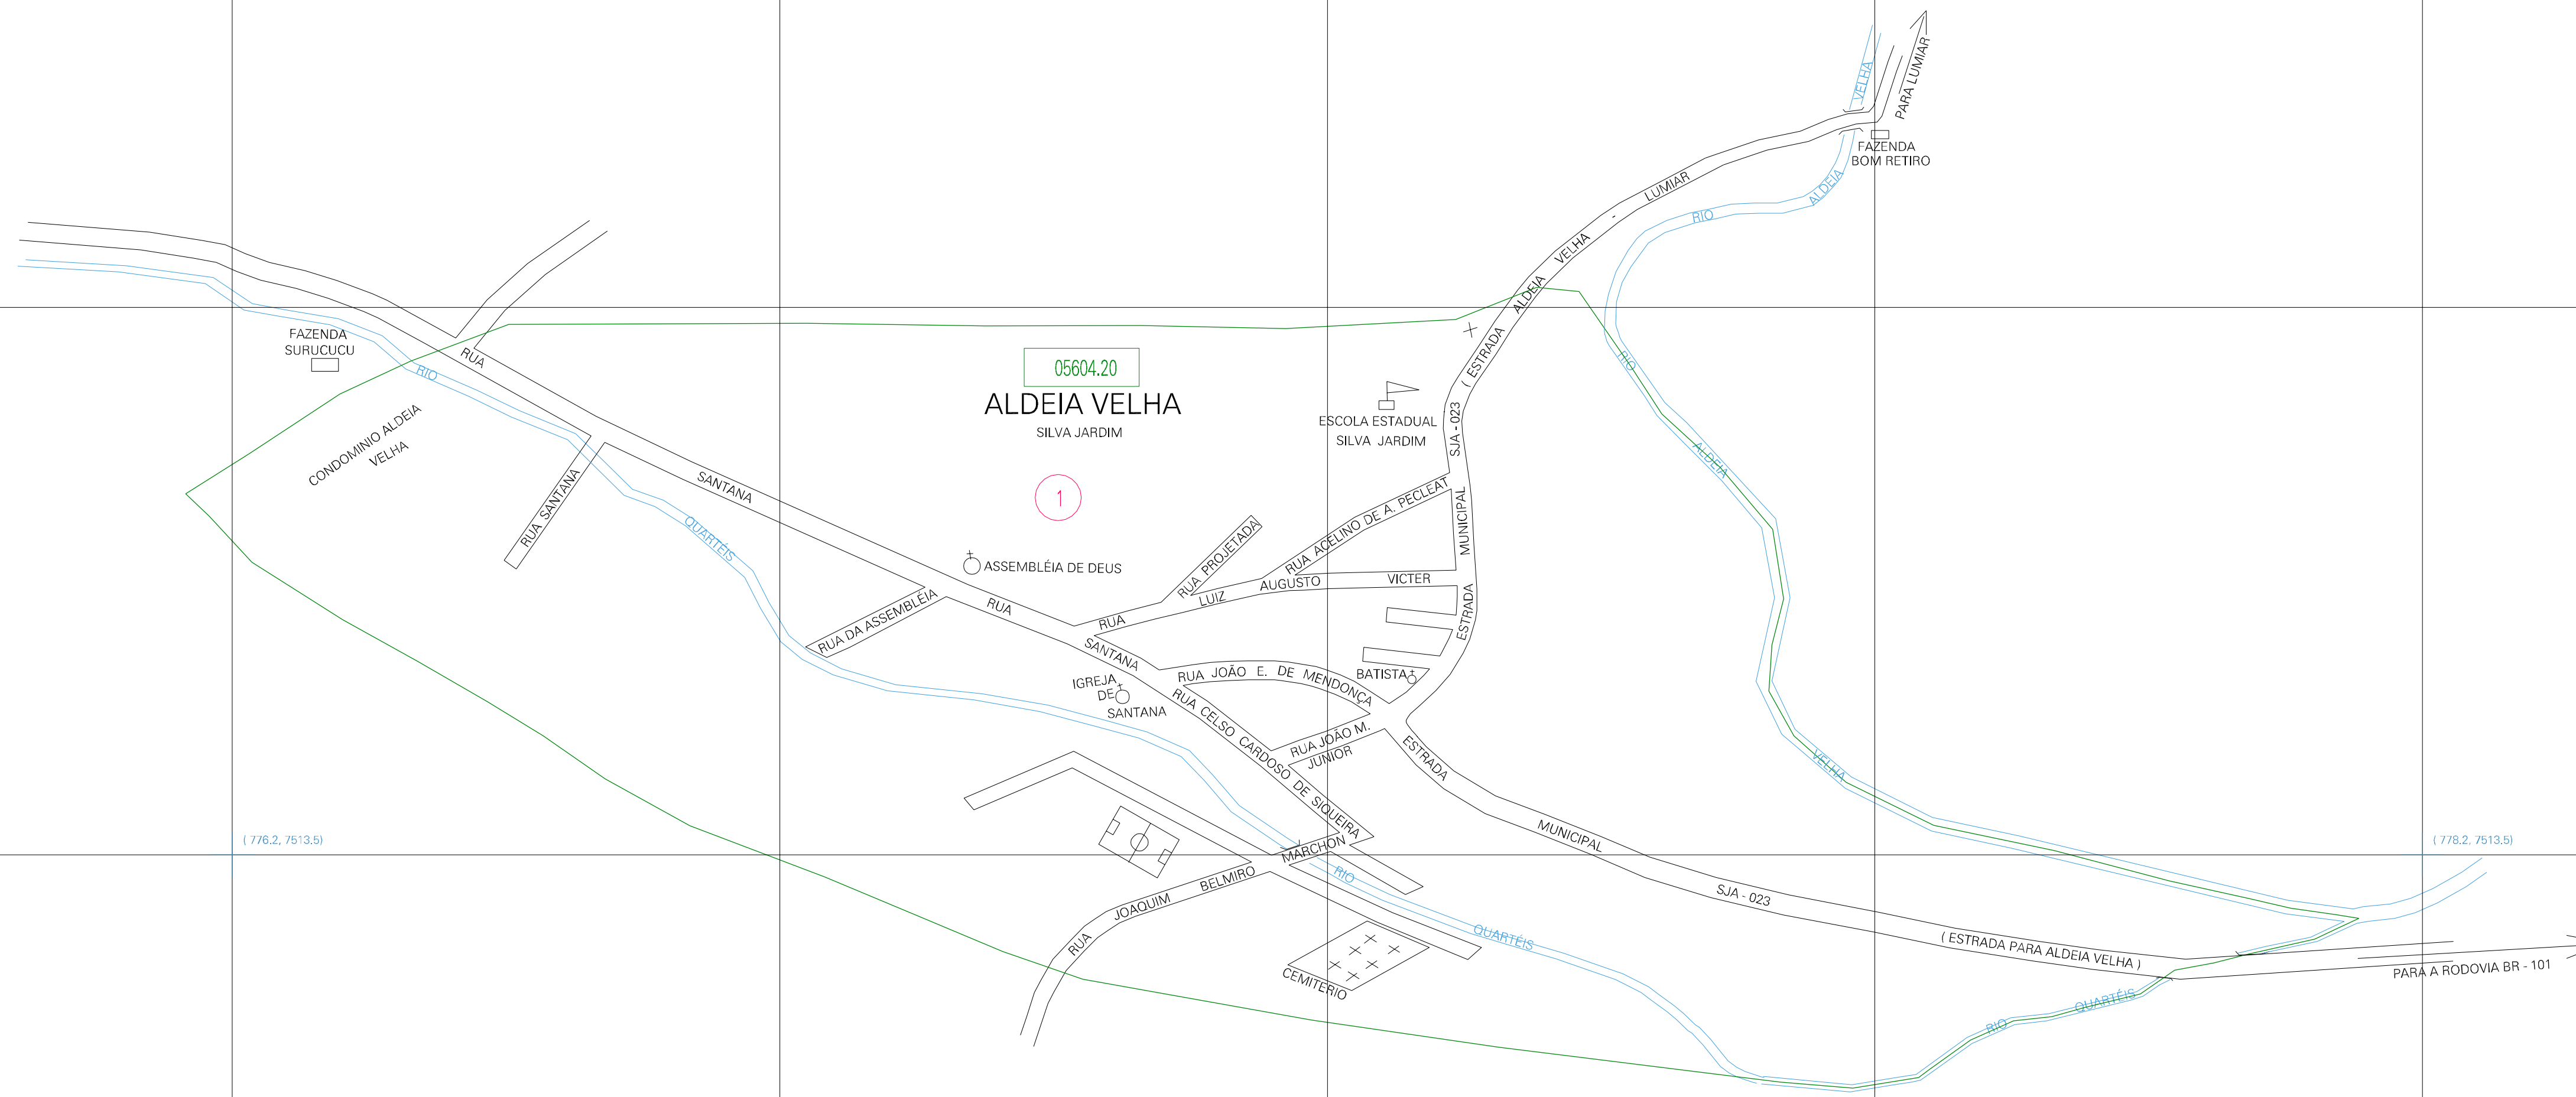 VELHA
PARA LUMIAR
FAZENDA
BOM RETIRO
RIO
ALDEIA
( ESTRADA ALDEIA VELHA - LUMIAR
FAZENDA
SURUCUCU
RUA
RIO
CONDOMINIO ALDEIA
VELHA
05604.20
ALDEIA VELHA
SILVA JARDIM
1
ESCOLA ESTADUAL
SILVA JARDIM
SJA - 023
RIO
ALDEIA
VELHA
RUA SANTANA
SANTANA
QUARTÉIS
ASSEMBLÉIA DE DEUS
RUA DA ASSEMBLÉIA
RUA
SANTANA
RUA PROJETADA
RUA ACELINO DE A. PECLEAT
RUA LUIZ AUGUSTO VICTER
MUNICIPAL
ESTRADA
BATISTA
RUA JOÃO E. DE MENDONÇA
IGREJA
DE
SANTANA
RUA CELSO CARDOSO DE SIQUEIRA
RUA JOÃO M.
JUNIOR
ESTRADA
MUNICIPAL
SJA - 023
( ESTRADA PARA ALDEIA VELHA )
PARA A RODOVIA BR - 101
( 776.2, 7513.5)
( 778.2, 7513.5)
RUA JOAQUIM BELMIRO MARCHON
RIO
QUARTÉIS
CEMITERIO
RIO
QUARTÉIS